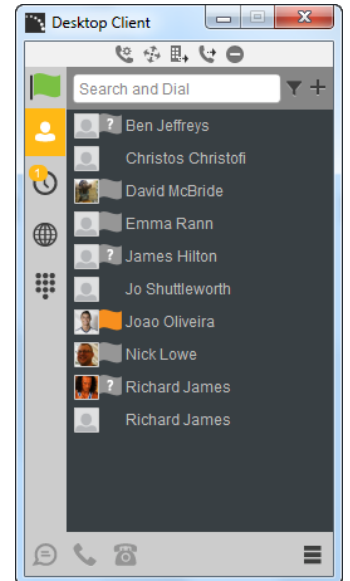 Desktop Client
Search and Dial
? Ben Jeffreys
Christos Christofi
David McBride
1
Emma Rann
? James Hilton
Jo Shuttleworth
Joao Oliveira
Nick Lowe
? Richard James
Richard James